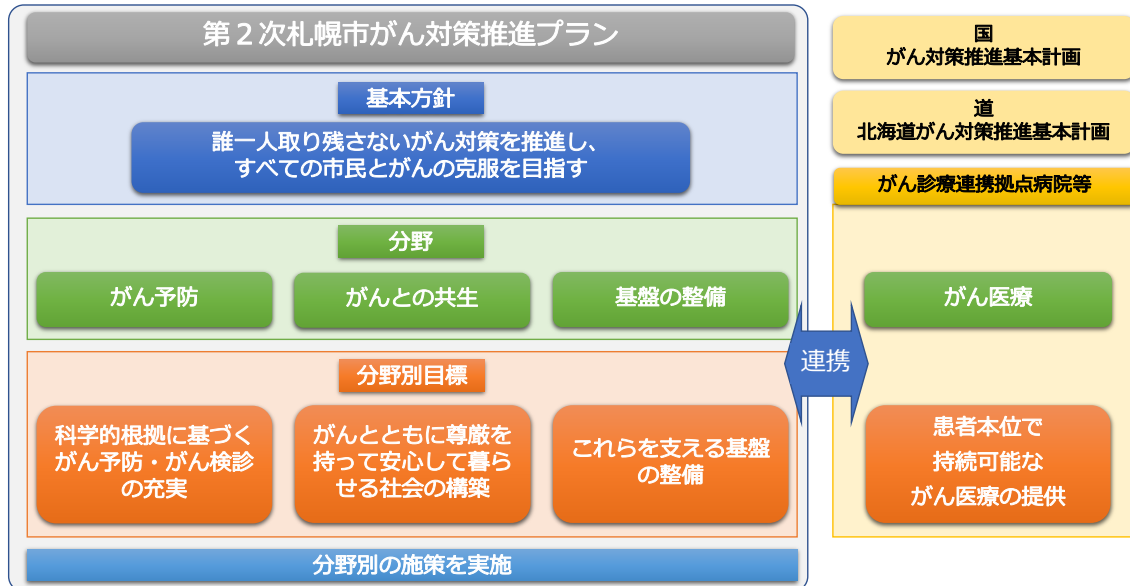 第２次札幌市がん対策推進プラン
基本方針
誰一人取り残さないがん対策を推進し、
すべての市民とがんの克服を目指す
分野
がん予防
がんとの共生
基盤の整備
分野別目標
科学的根拠に基づく
がん予防・がん検診
の充実
がんとともに尊厳を
持って安心して暮ら
せる社会の構築
これらを支える基盤
の整備
分野別の施策を実施
連携
国
がん対策推進基本計画
道
北海道がん対策推進基本計画
がん診療連携拠点病院等
がん医療
患者本位で
持続可能な
がん医療の提供